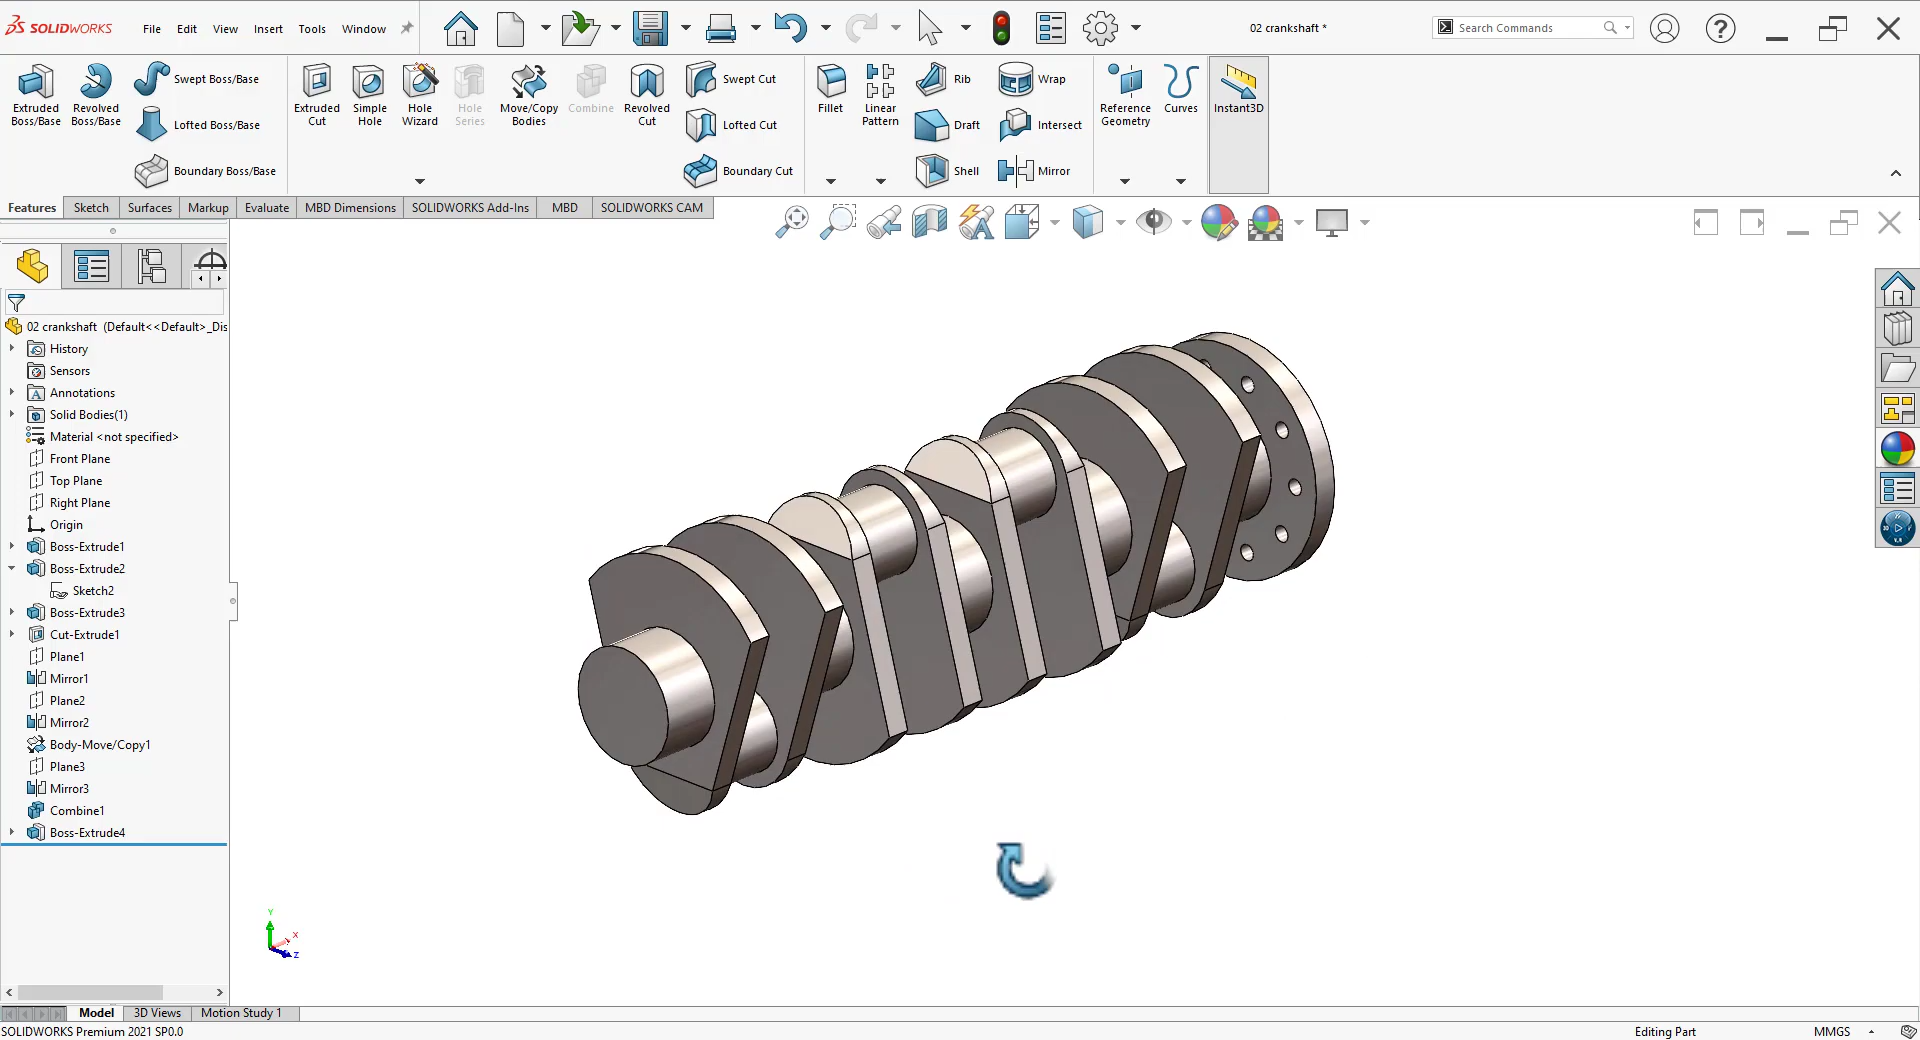 SOLIDWORKS
File
Edit
View
Insert
Tools
Window
02 crankshaft *
Search Commands
Extruded Boss/Base
Revolved Boss/Base
Swept Boss/Base
Lofted Boss/Base
Boundary Boss/Base
Extruded Cut
Simple Hole
Hole Wizard
Hole Series
Move/Copy Bodies
Combine
Revolved Cut
Swept Cut
Lofted Cut
Boundary Cut
Fillet
Linear Pattern
Rib
Draft
Shell
Wrap
Intersect
Mirror
Reference Geometry
Curves
Instant3D
Features
Sketch
Surfaces
Markup
Evaluate
MBD Dimensions
SOLIDWORKS Add-Ins
MBD
SOLIDWORKS CAM
02 crankshaft (Default<<Default>_Dis
History
Sensors
Annotations
Solid Bodies(1)
Material <not specified>
Front Plane
Top Plane
Right Plane
Origin
Boss-Extrude1
Boss-Extrude2
Sketch2
Boss-Extrude3
Cut-Extrude1
Plane1
Mirror1
Plane2
Mirror2
Body-Move/Copy1
Plane3
Mirror3
Combine1
Boss-Extrude4
Y
X
Z
Model
3D Views
Motion Study 1
SOLIDWORKS Premium 2021 SP0.0
Editing Part
MMGS